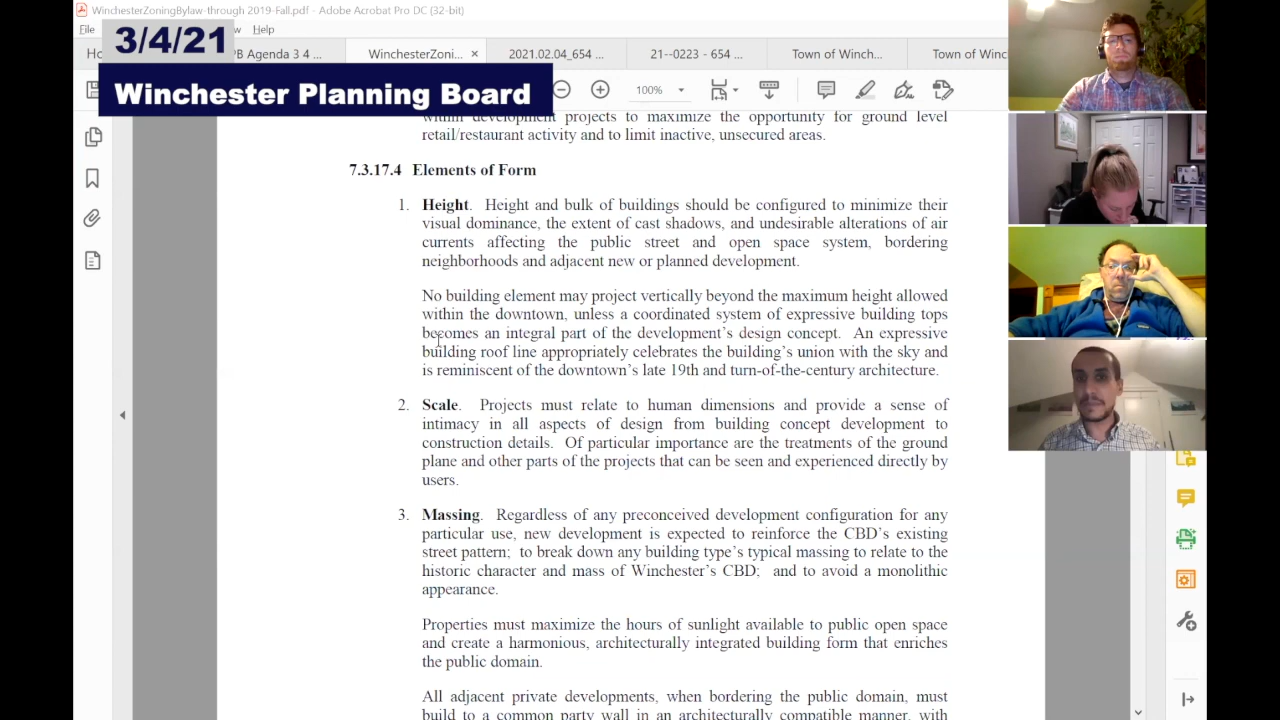 WinchesterZoningBylaw-through 2019-Fall.pdf - Adobe Acrobat Pro DC (32-bit)
File
w Help
3/4/21
PB Agenda 3 4 ...
WinchesterZoni... ×
2021.02.04_654 ...
21--0223 - 654 ...
Town of Winch...
Town of Winc
Winchester Planning Board
100%
within development projects to maximize the opportunity for ground level
retail/restaurant activity and to limit inactive, unsecured areas.
7.3.17.4 Elements of Form
1. Height. Height and bulk of buildings should be configured to minimize their
visual dominance, the extent of cast shadows, and undesirable alterations of air
currents affecting the public street and open space system, bordering
neighborhoods and adjacent new or planned development.
No building element may project vertically beyond the maximum height allowed
within the downtown, unless a coordinated system of expressive building tops
becomes an integral part of the development's design concept. An expressive
building roof line appropriately celebrates the building's union with the sky and
is reminiscent of the downtown's late 19th and turn-of-the-century architecture.
2. Scale. Projects must relate to human dimensions and provide a sense of
intimacy in all aspects of design from building concept development to
construction details. Of particular importance are the treatments of the ground
plane and other parts of the projects that can be seen and experienced directly by
users.
3. Massing. Regardless of any preconceived development configuration for any
particular use, new development is expected to reinforce the CBD's existing
street pattern; to break down any building type's typical massing to relate to the
historic character and mass of Winchester's CBD; and to avoid a monolithic
appearance.
Properties must maximize the hours of sunlight available to public open space
and create a harmonious, architecturally integrated building form that enriches
the public domain.
All adjacent private developments, when bordering the public domain, must
build to a common party wall in an architecturally compatible manner, with